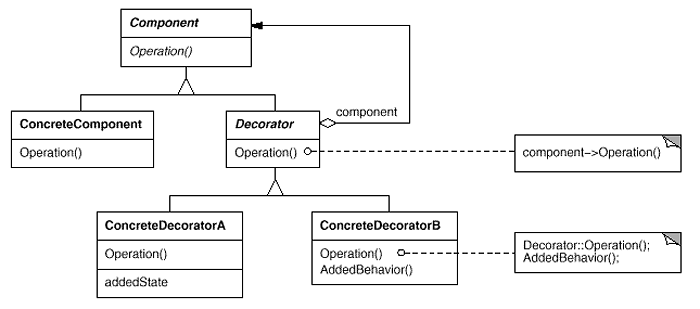 Component
Operation()
component
ConcreteComponent
Operation()
Decorator
Operation()
component->Operation()
ConcreteDecoratorA
Operation()
addedState
ConcreteDecoratorB
Operation()
AddedBehavior()
Decorator::Operation();
AddedBehavior();